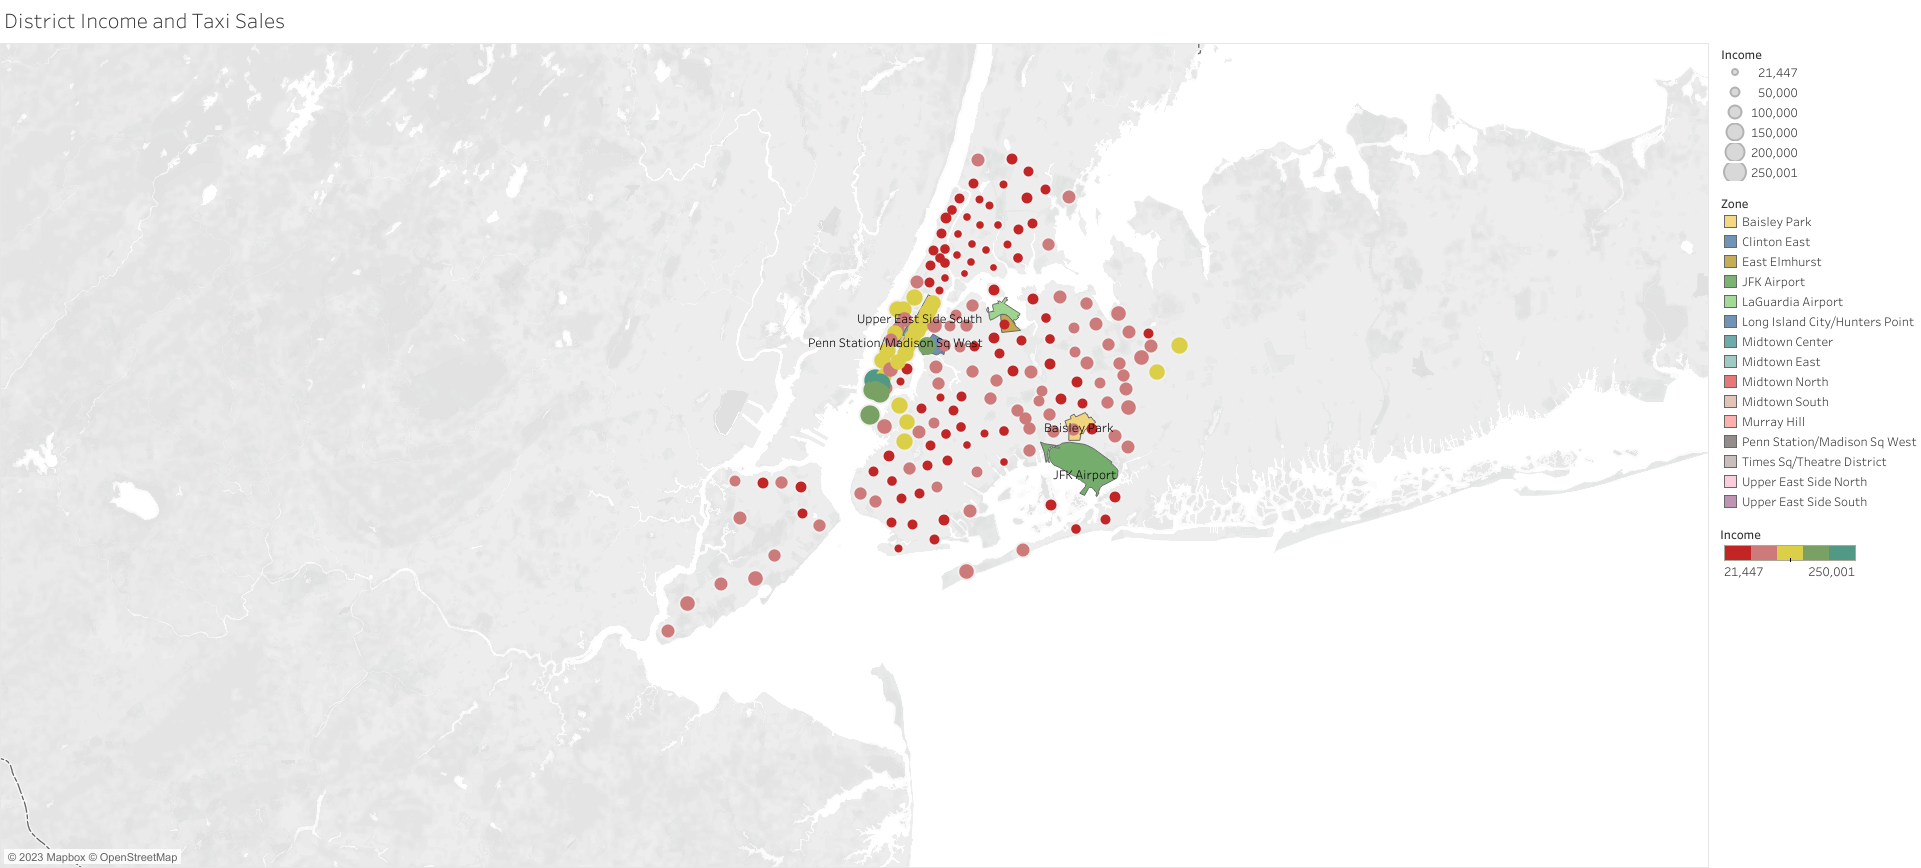 District Income and Taxi Sales
Upper East Side South
Penn Station/Madison Sq West
Baisley Park
JFK Airport
© 2023 Mapbox © OpenStreetMap
Income
21,447
50,000
100,000
150,000
200,000
250,001
Zone
Baisley Park
Clinton East
East Elmhurst
JFK Airport
LaGuardia Airport
Long Island City/Hunters Point
Midtown Center
Midtown East
Midtown North
Midtown South
Murray Hill
Penn Station/Madison Sq West
Times Sq/Theatre District
Upper East Side North
Upper East Side South
Income
21,447 250,001